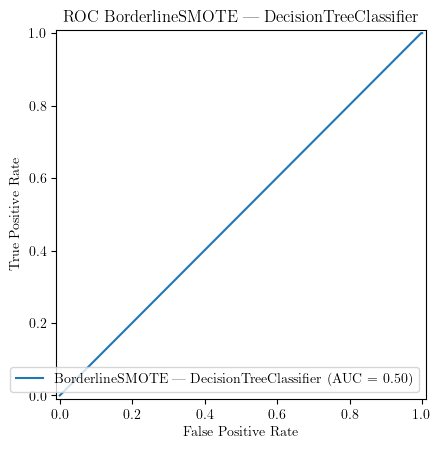 ROC BorderlineSMOTE — DecisionTreeClassifier
1.0
0.8
0.6
0.4
0.2
0.0
True Positive Rate
BorderlineSMOTE — DecisionTreeClassifier (AUC = 0.50)
0.0 0.2 0.4 0.6 0.8 1.0
False Positive Rate